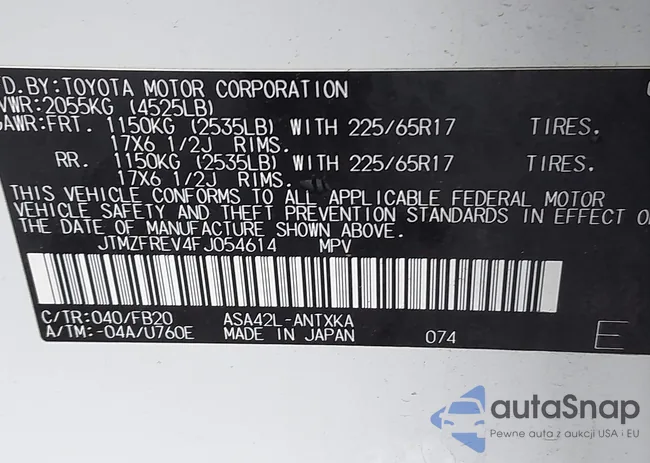 D.BY:TOYOTA MOTOR CORPORATION
VWR:2055KG (4525LB)
GAWR:FRT. 1150KG (2535LB) WITH 225/65R17 TIRES.
17X6 1/2J RIMS.
RR. 1150KG (2535LB) WITH 225/65R17 TIRES.
17X6 1/2J RIMS.
THIS VEHICLE CONFORMS TO ALL APPLICABLE FEDERAL MOTOR
VEHICLE SAFETY AND THEFT PREVENTION STANDARDS IN EFFECT O
THE DATE OF MANUFACTURE SHOWN ABOVE.
JTMZFREV4FJ054614 MPV
C/TR:040/FB20 ASA42L-ANTXKA
A/TM:-04A/U760E MADE IN JAPAN 074 E
autaSnap
Pewne auta z aukcji USA i EU